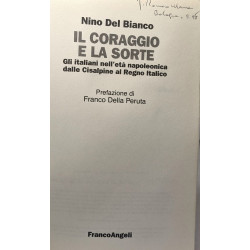 Nino Del Bianco
IL CORAGGIO
E LA SORTE
Gli italiani nell'età napoleonica
dalle Cisalpine al Regno Italico
Prefazione di
Franco Della Peruta
FrancoAngeli